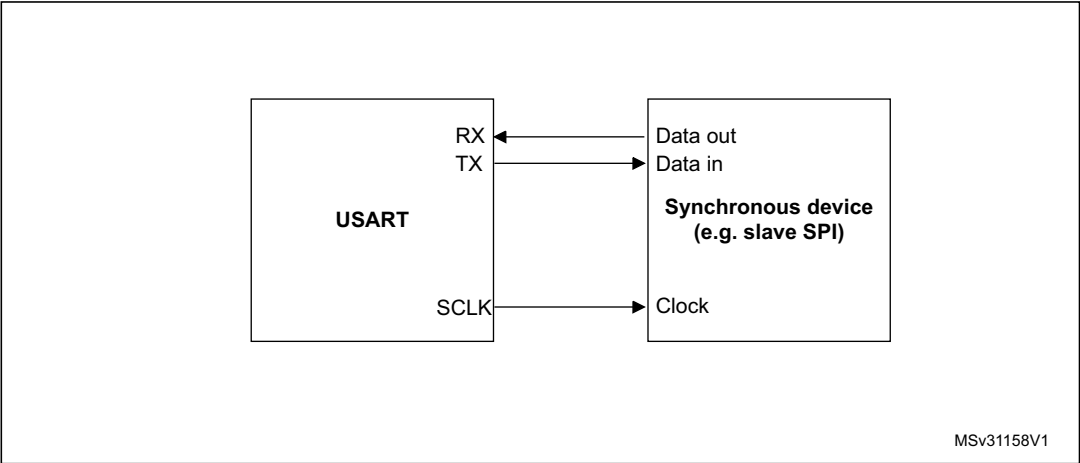 RX
Data out
TX
Data in
USART
Synchronous device
(e.g. slave SPI)
SCLK
Clock
MSv31158V1